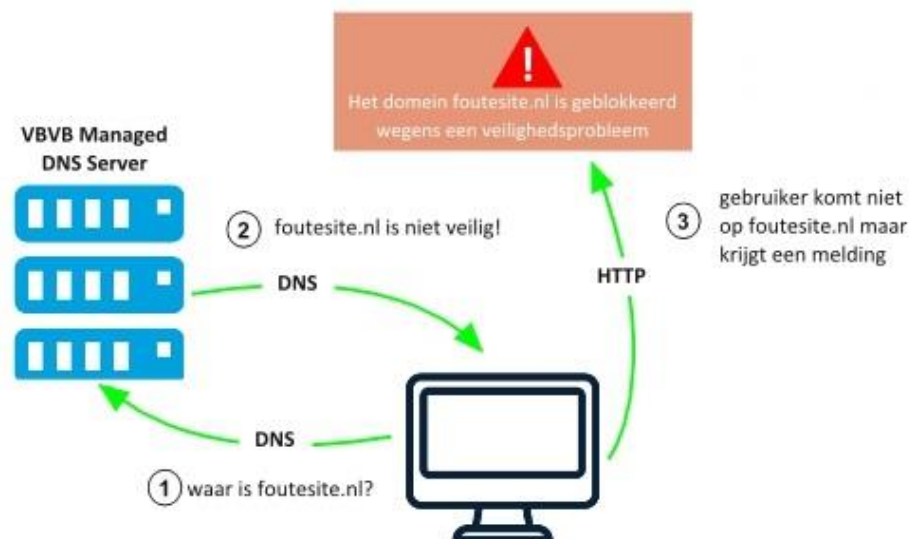 Het domein foutesite.nl is geblokkeerd
wegens een veilighedsprobleem
VBVB Managed
DNS Server
2 foutesite.nl is niet veilig!
DNS
HTTP
3 gebruiker komt niet
op foutesite.nl maar
krijgt een melding
DNS
1 waar is foutesite.nl?